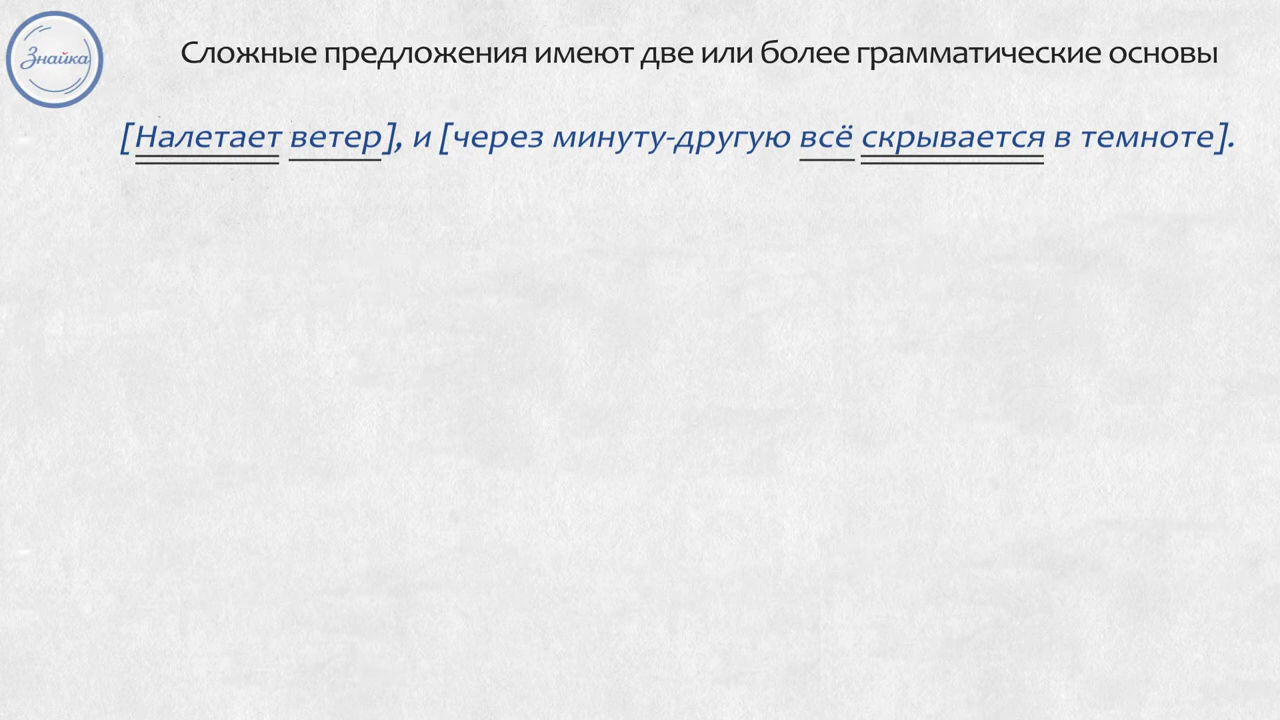 Знайка
Сложные предложения имеют две или более грамматические основы
[Налетает ветер], и [через минуту-другую всё скрывается в темноте].